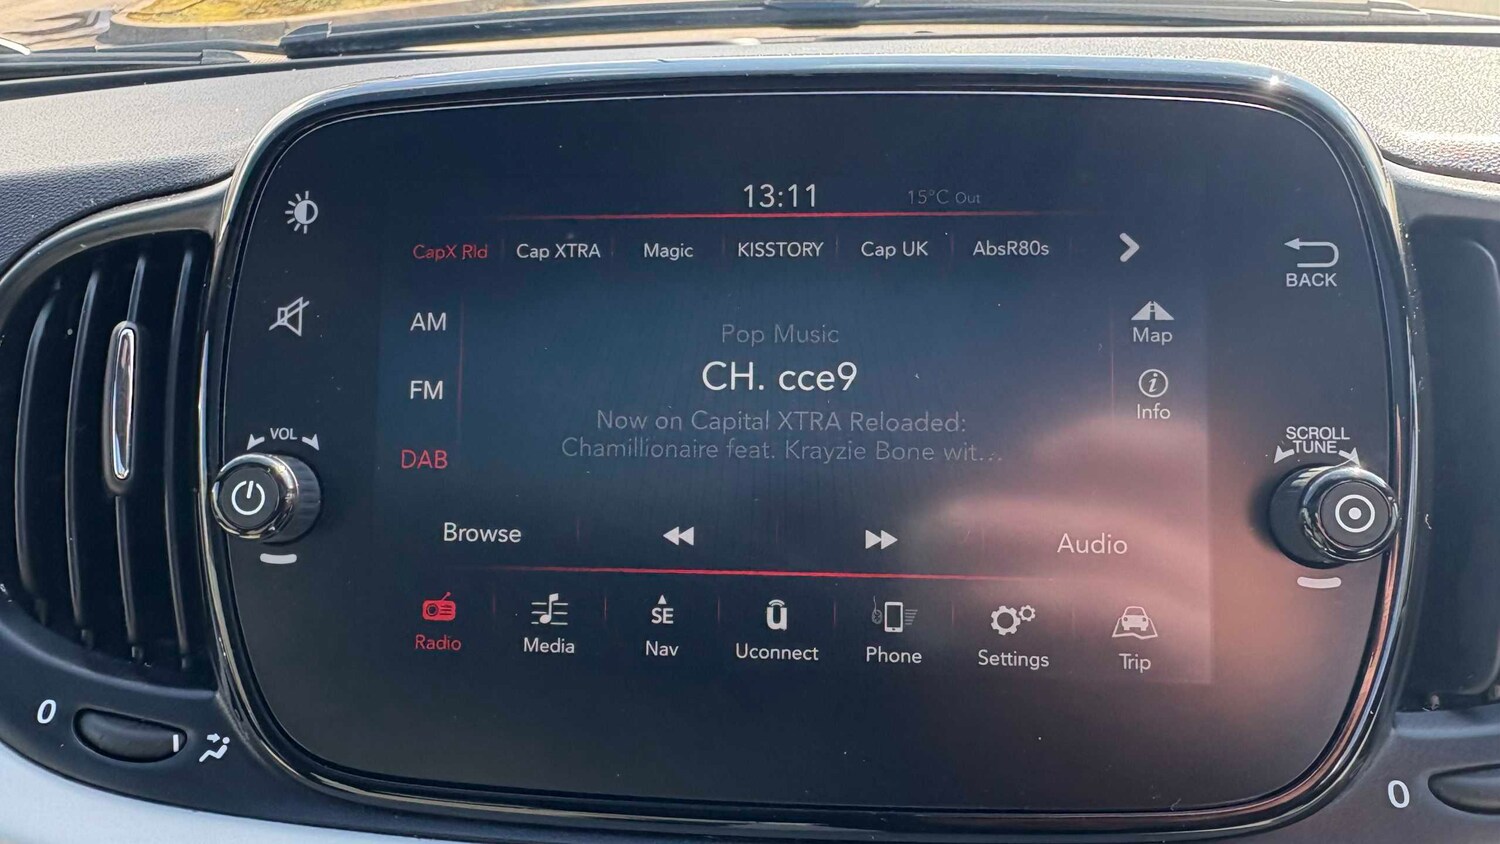 13:11 15°C Out
CapX Rld Cap XTRA Magic KISSTORY Cap UK AbsR80s
BACK
AM
Pop Music
Map
FM
CH. cce9
Info
Now on Capital XTRA Reloaded:
Chamillionaire feat. Krayzie Bone wit...
DAB
VOL
SCROLL
TUNE
Browse
Audio
SE
u
Radio Media Nav Uconnect Phone Settings Trip
0
0